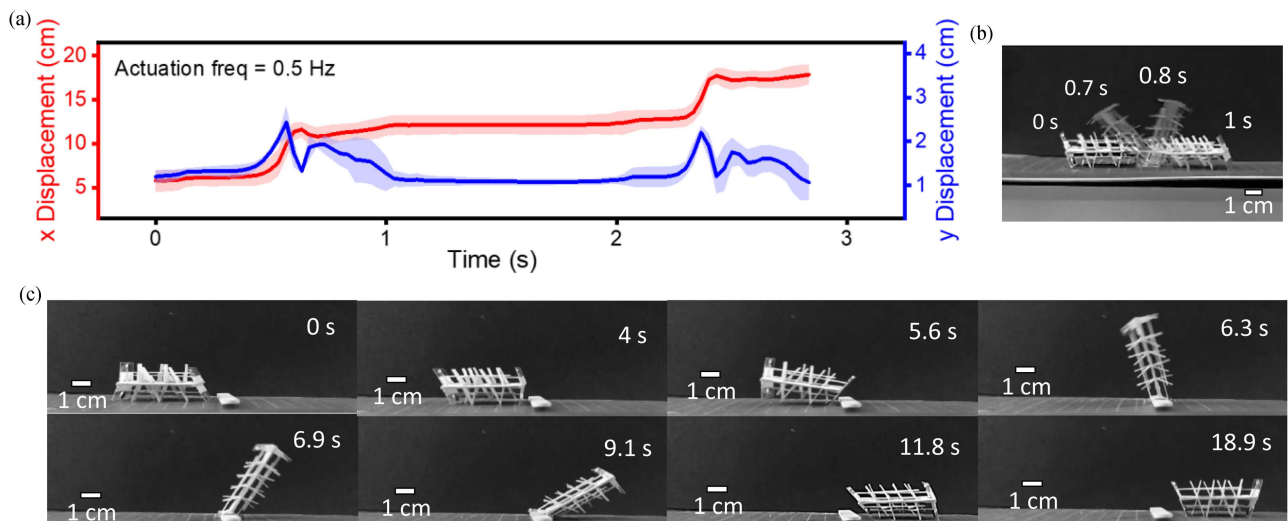 (a)
x Displacement (cm)
20
15
10
5
Actuation freq = 0.5 Hz
4
3
2
1
y Displacement (cm)
0
1
2
3
Time (s)
(b)
0.7 s
0.8 s
0 s
1 s
1 cm
(c)
0 s
1 cm
4 s
1 cm
5.6 s
1 cm
6.3 s
1 cm
6.9 s
1 cm
9.1 s
1 cm
11.8 s
1 cm
18.9 s
1 cm